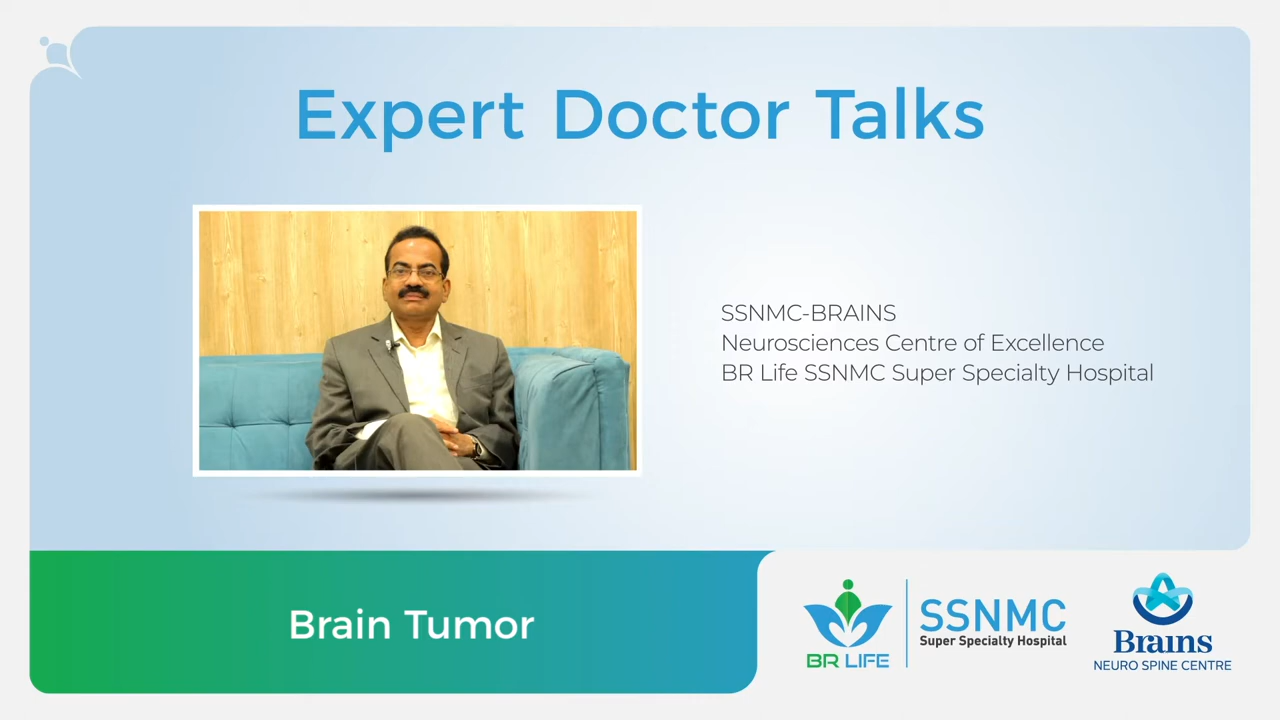 Expert Doctor Talks
SSNMC-BRAINS
Neurosciences Centre of Excellence
BR Life SSNMC Super Specialty Hospital
Brain Tumor
BR LIFE
SSNMC
Super Specialty Hospital
Brains
NEURO SPINE CENTRE